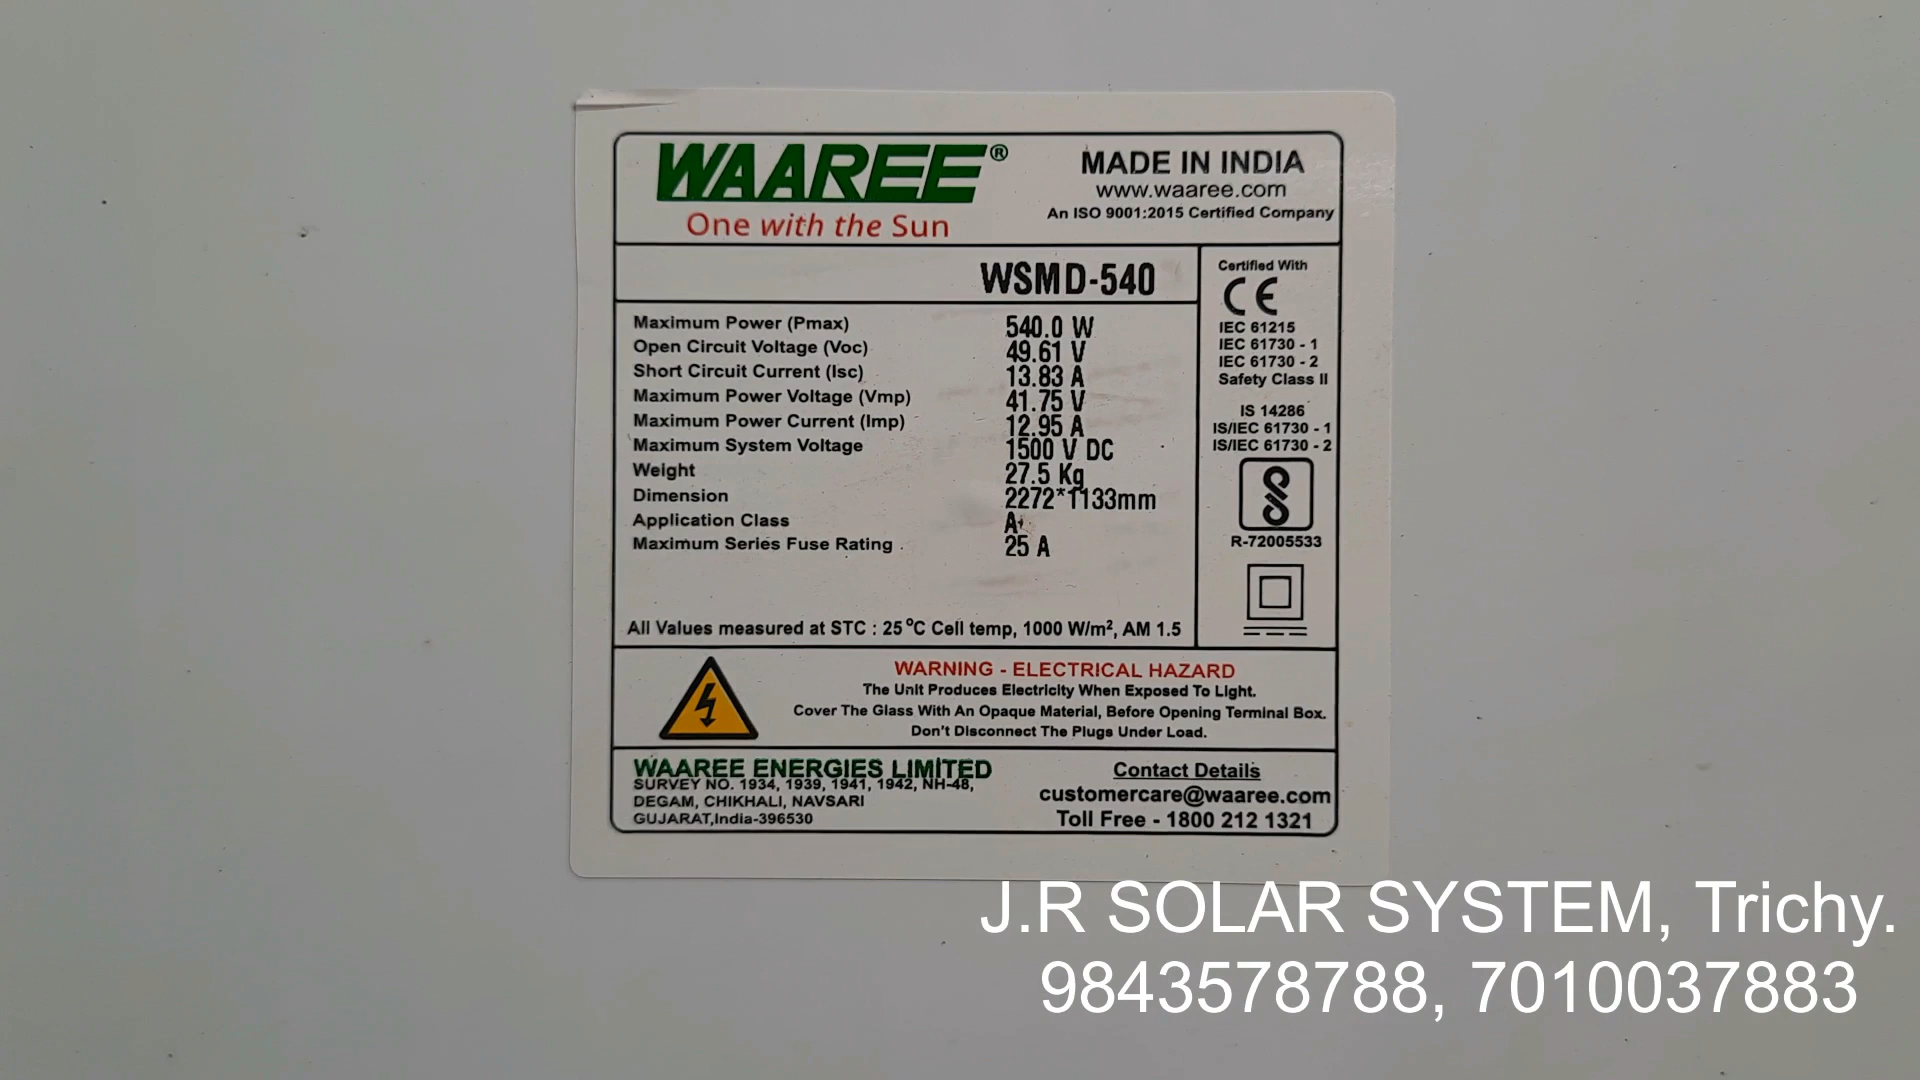 WAAREE®
One with the Sun
MADE IN INDIA
www.waaree.com
An ISO 9001:2015 Certified Company
WSMD-540
Maximum Power (Pmax) 540.0 W
Open Circuit Voltage (Voc) 49.61 V
Short Circuit Current (Isc) 13.83 A
Maximum Power Voltage (Vmp) 41.75 V
Maximum Power Current (Imp) 12.95 A
Maximum System Voltage 1500 V DC
Weight 27.5 Kg
Dimension 2272*1133mm
Application Class A+
Maximum Series Fuse Rating 25 A
All Values measured at STC : 25 °C Cell temp, 1000 W/m², AM 1.5
Certified With
CE
IEC 61215
IEC 61730 - 1
IEC 61730 - 2
Safety Class II
IS 14286
IS/IEC 61730 - 1
IS/IEC 61730 - 2
R-72005533
WARNING - ELECTRICAL HAZARD
The Unit Produces Electricity When Exposed To Light.
Cover The Glass With An Opaque Material, Before Opening Terminal Box.
Don't Disconnect The Plugs Under Load.
WAAREE ENERGIES LIMITED
SURVEY NO. 1934, 1939, 1941, 1942, NH-48,
DEGAM, CHIKHALI, NAVSARI
GUJARAT,India-396530
Contact Details
customercare@waaree.com
Toll Free - 1800 212 1321
J.R SOLAR SYSTEM, Trichy.
9843578788, 7010037883